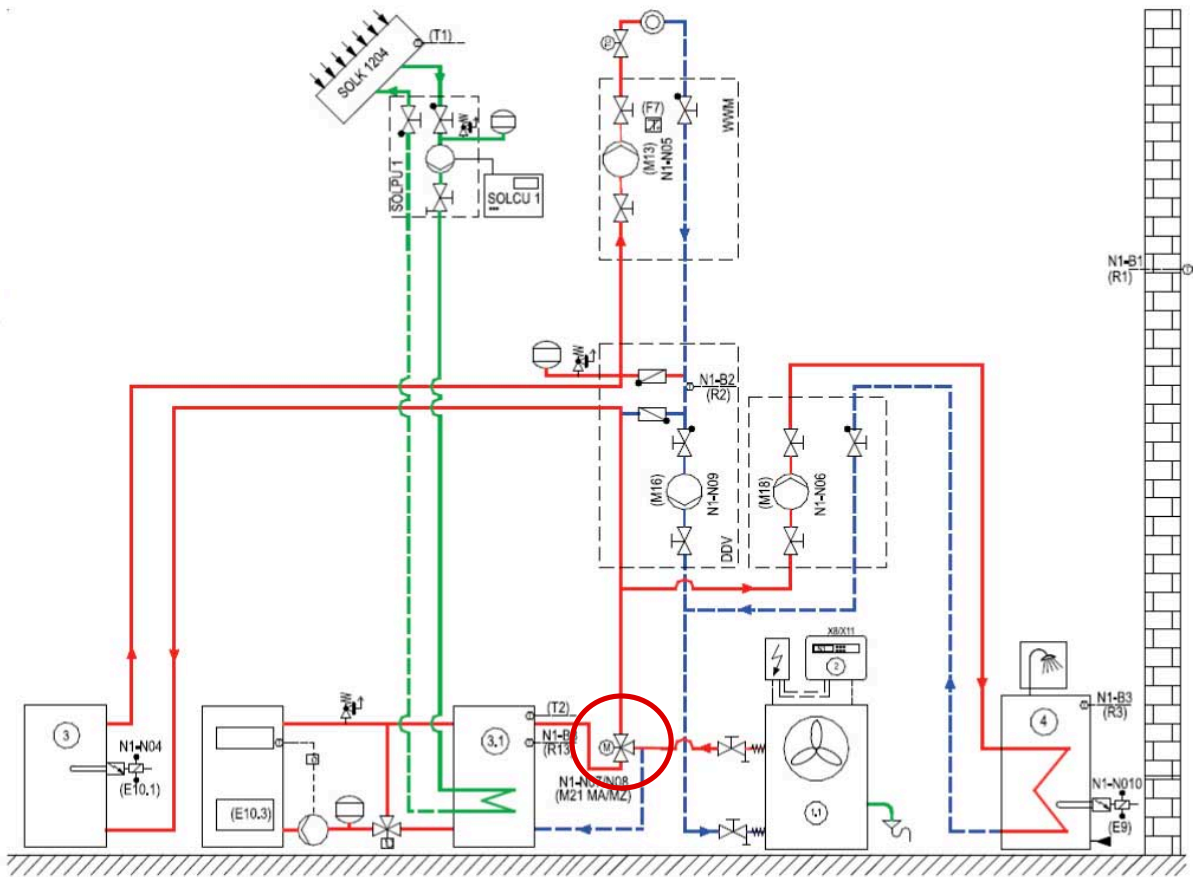 (T1)
SOLK 1204
SOLPU 1
SOLCU 1
(F7)
(M13)
N1-N05
WWM
N1-B1
(R1)
N1-B2
(R2)
(M16)
N1-N09
DDV
(M18)
N1-N06
X8/X11
2
3
N1-N04
(E10.1)
(E10.3)
3.1
(T2)
(R13
M
N1-N07/N08
(M21 MA/MZ)
1.1
4
N1-B3
(R3)
N1-N010
(E9)